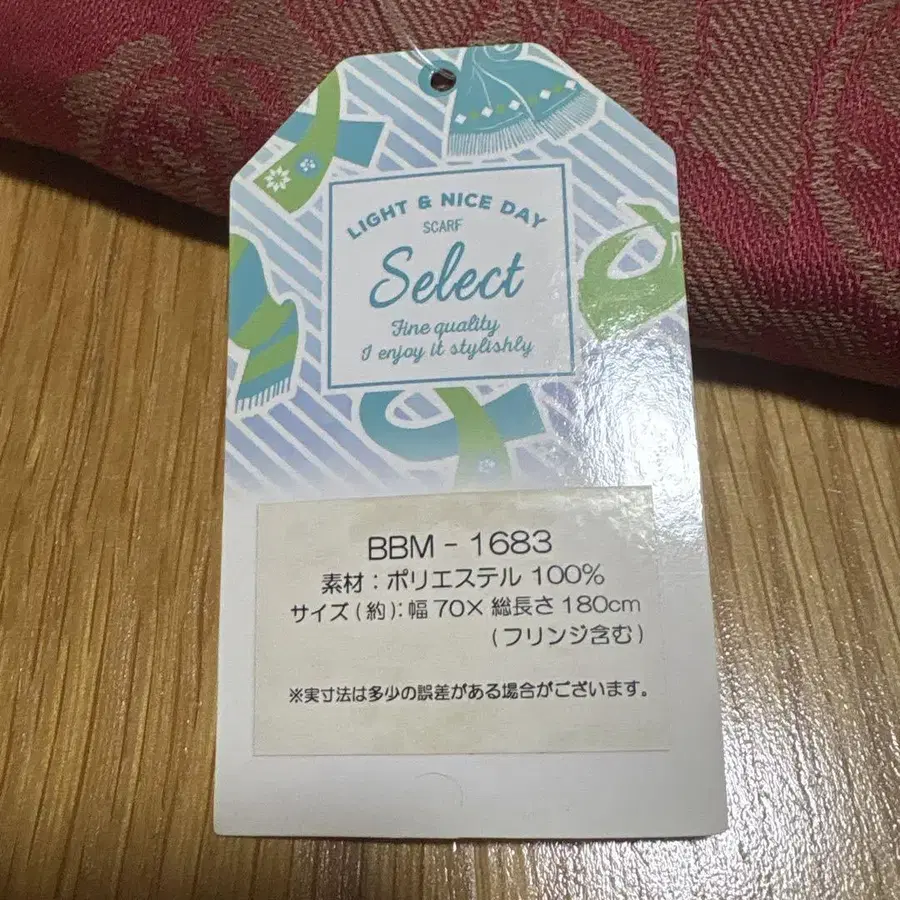 LIGHT & NICE DAY
SCARF
Select
Fine quality
I enjoy it stylishly
BBM - 1683
素材：ポリエステル 100%
サイズ(約)：幅 70× 総長さ 180cm
(フリンジ含む)
※実寸法は多少の誤差がある場合がございます。